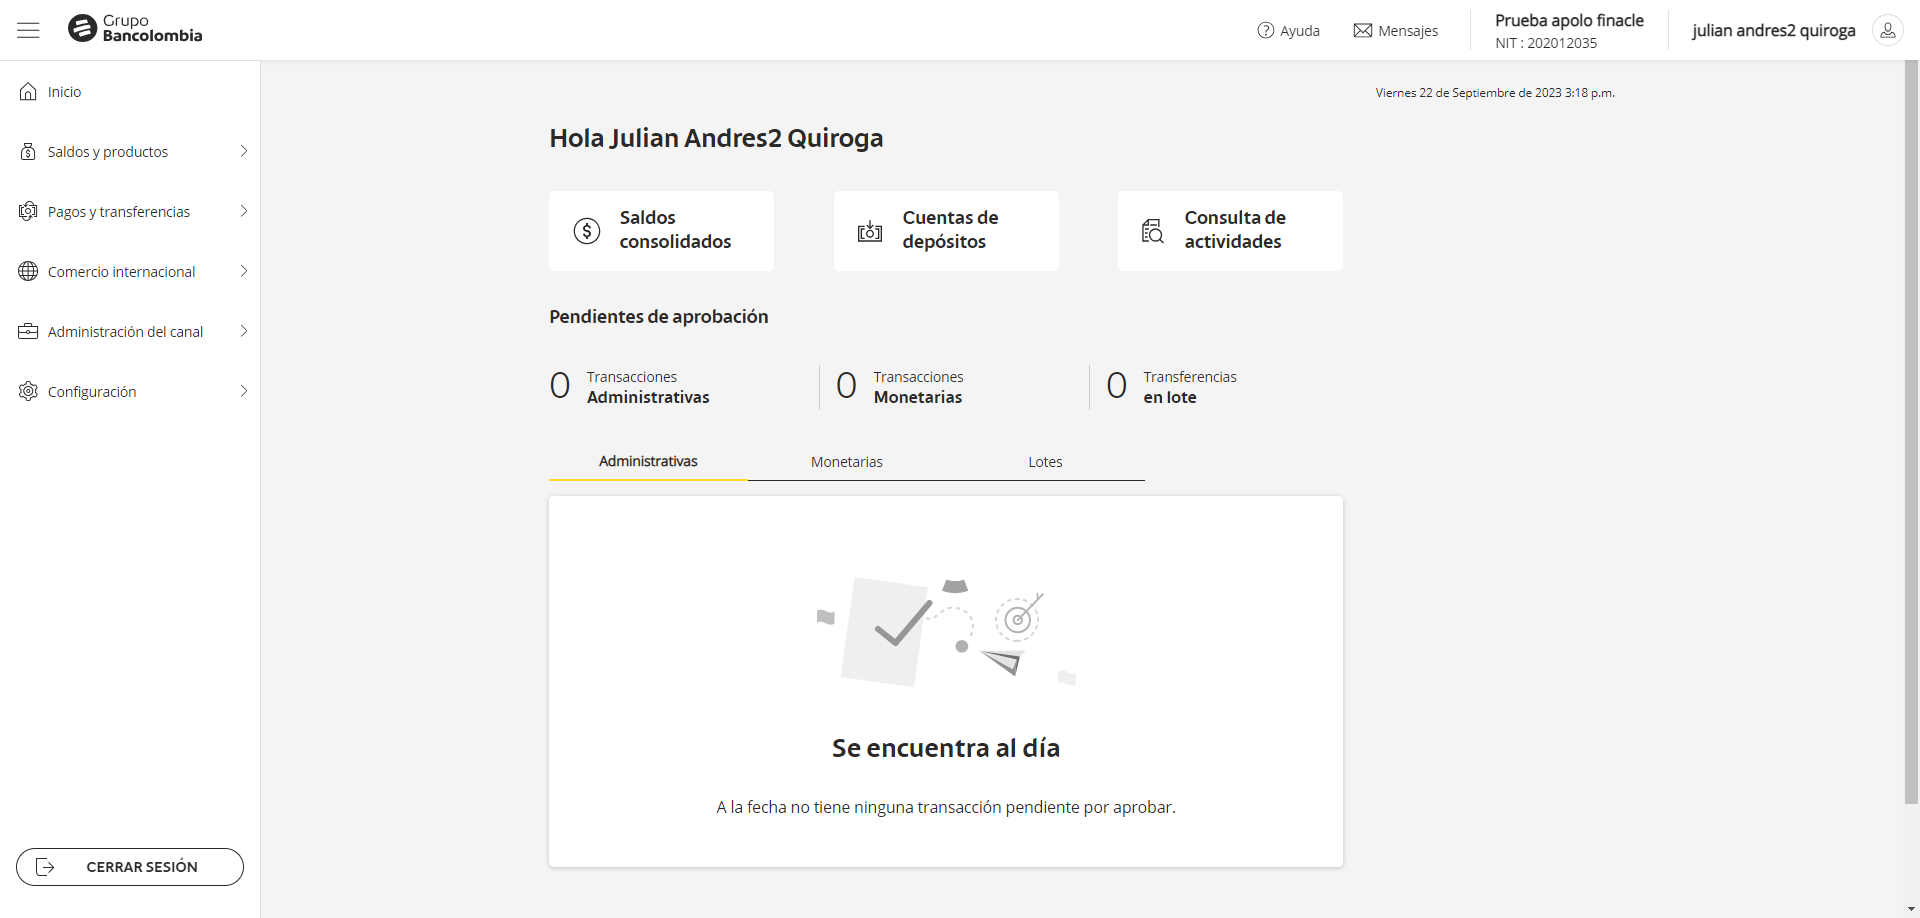 Grupo
Bancolombia
Ayuda
Mensajes
Prueba apolo finacle
NIT : 202012035
julian andres2 quiroga
Inicio
Saldos y productos
Pagos y transferencias
Comercio internacional
Administración del canal
Configuración
CERRAR SESIÓN
Viernes 22 de Septiembre de 2023 3:18 p.m.
Hola Julian Andres2 Quiroga
Saldos
consolidados
Cuentas de
depósitos
Consulta de
actividades
Pendientes de aprobación
0 Transacciones
Administrativas
0 Transacciones
Monetarias
0 Transferencias
en lote
Administrativas
Monetarias
Lotes
Se encuentra al día
A la fecha no tiene ninguna transacción pendiente por aprobar.